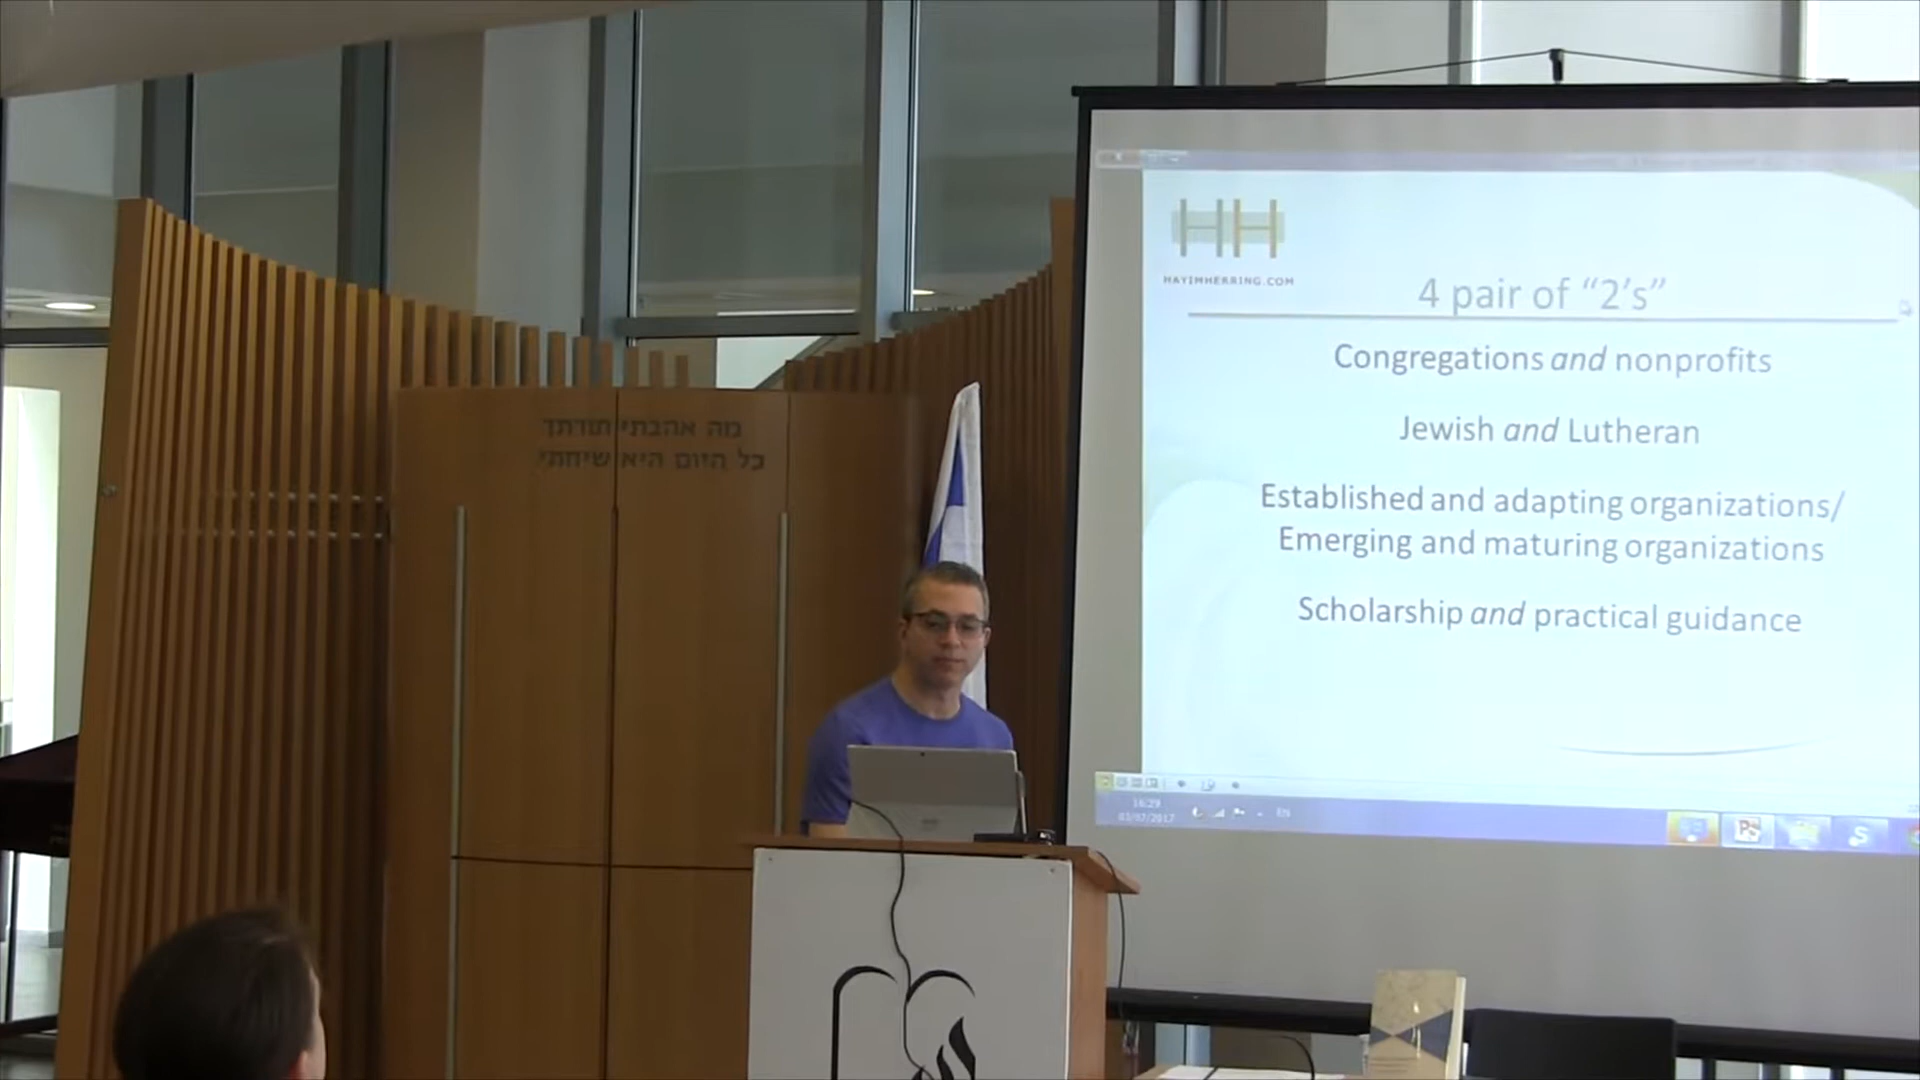 מה אהבתי תורתך
כל היום היא שיחתי
HAYIMHERRING.COM
4 pair of “2’s”
Congregations and nonprofits
Jewish and Lutheran
Established and adapting organizations/
Emerging and maturing organizations
Scholarship and practical guidance
16:29
03/07/2017
EN